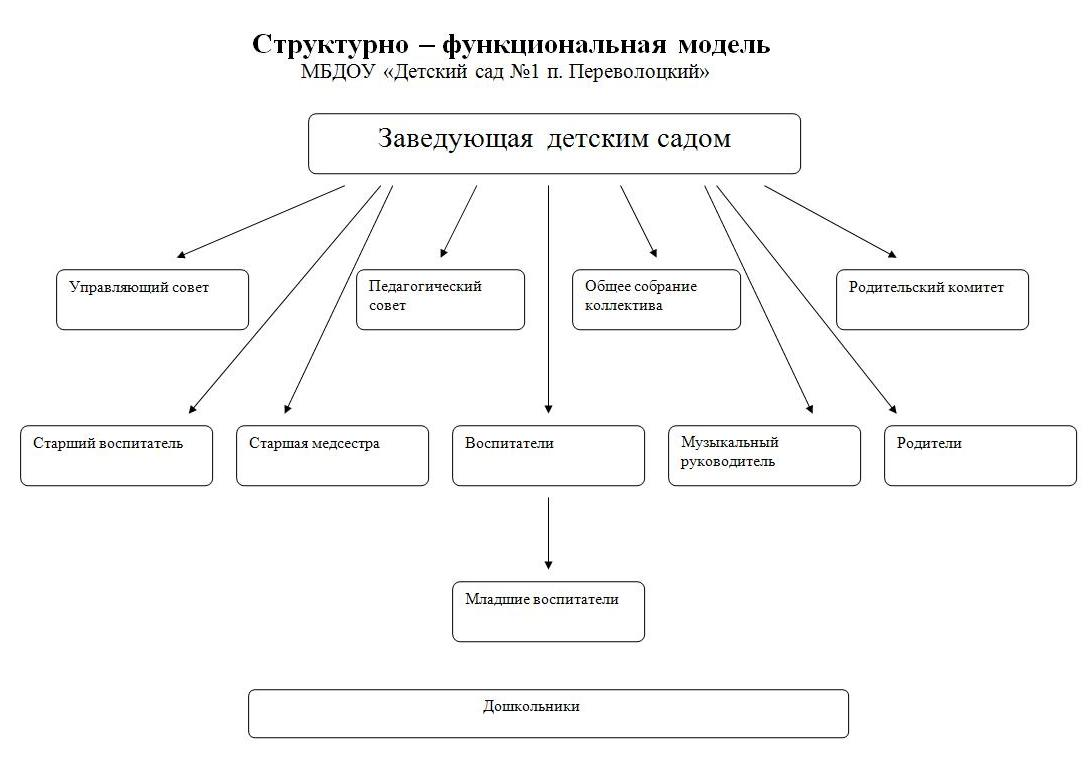 Структурно – функциональная модель
МБДОУ «Детский сад №1 п. Переволоцкий»
Заведующая детским садом
Управляющий совет
Педагогический
совет
Общее собрание
коллектива
Родительский комитет
Старший воспитатель
Старшая медсестра
Воспитатели
Музыкальный
руководитель
Родители
Младшие воспитатели
Дошкольники